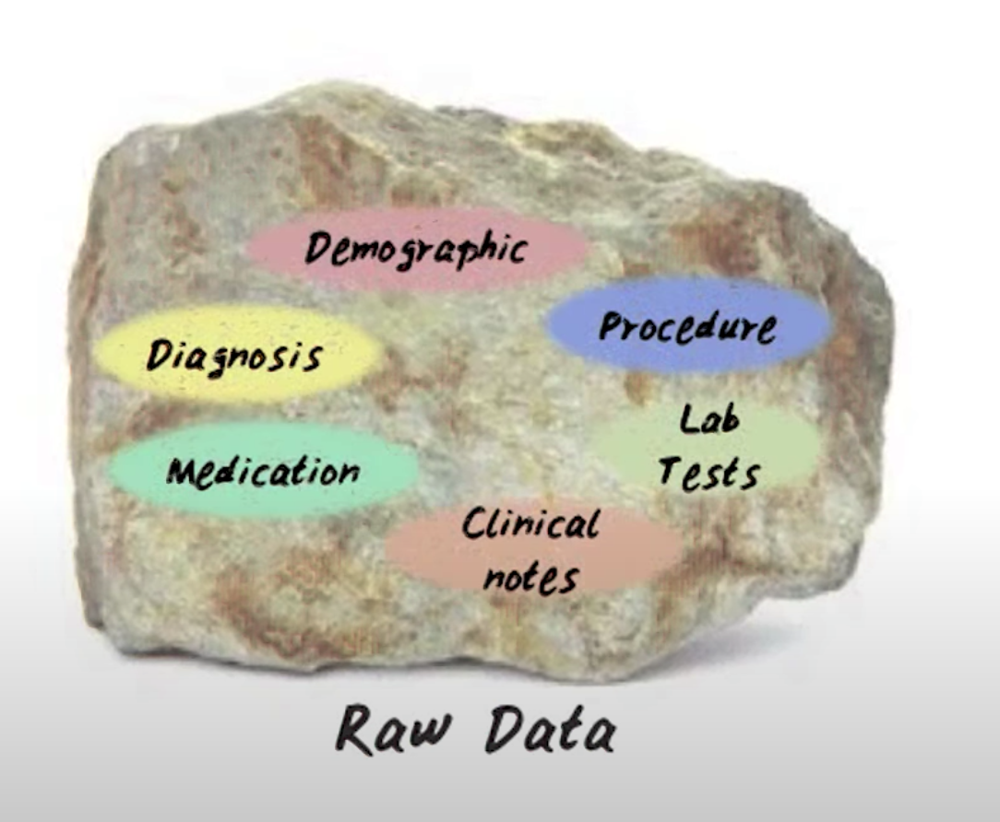 Demographic
Procedure
Diagnosis
Lab
Tests
Medication
Clinical
notes
Raw Data